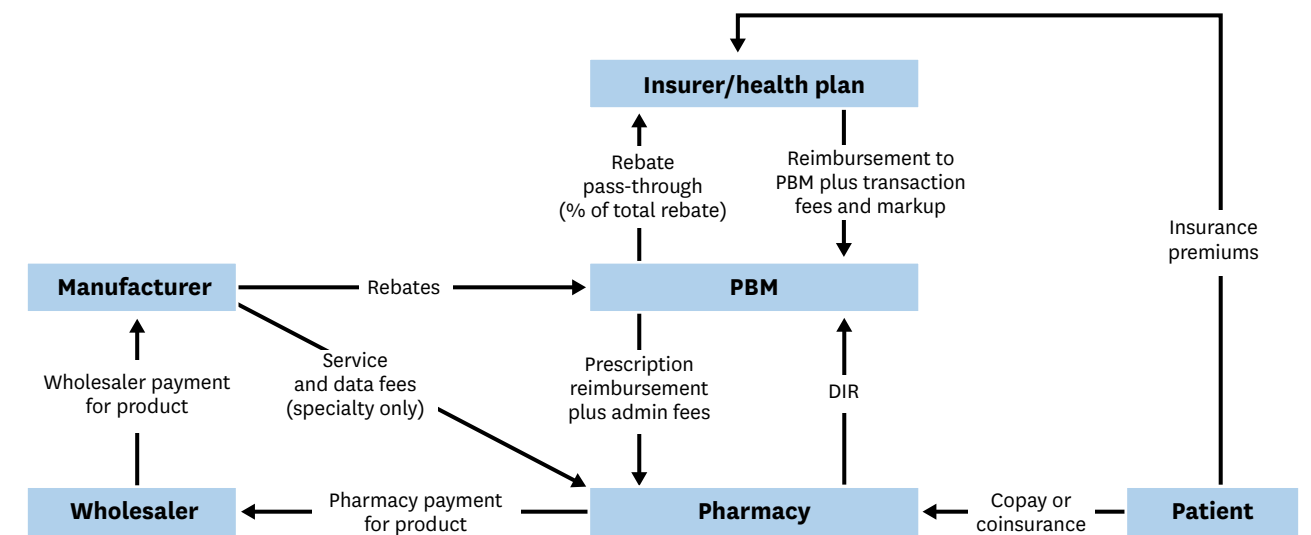 Insurer/health plan
Rebate
pass-through
(% of total rebate)
Reimbursement to
PBM plus transaction
fees and markup
Insurance
premiums
Manufacturer
Rebates
PBM
Wholesaler payment
for product
Service
and data fees
(specialty only)
Prescription
reimbursement
plus admin fees
DIR
Wholesaler
Pharmacy payment
for product
Pharmacy
Copay or
coinsurance
Patient